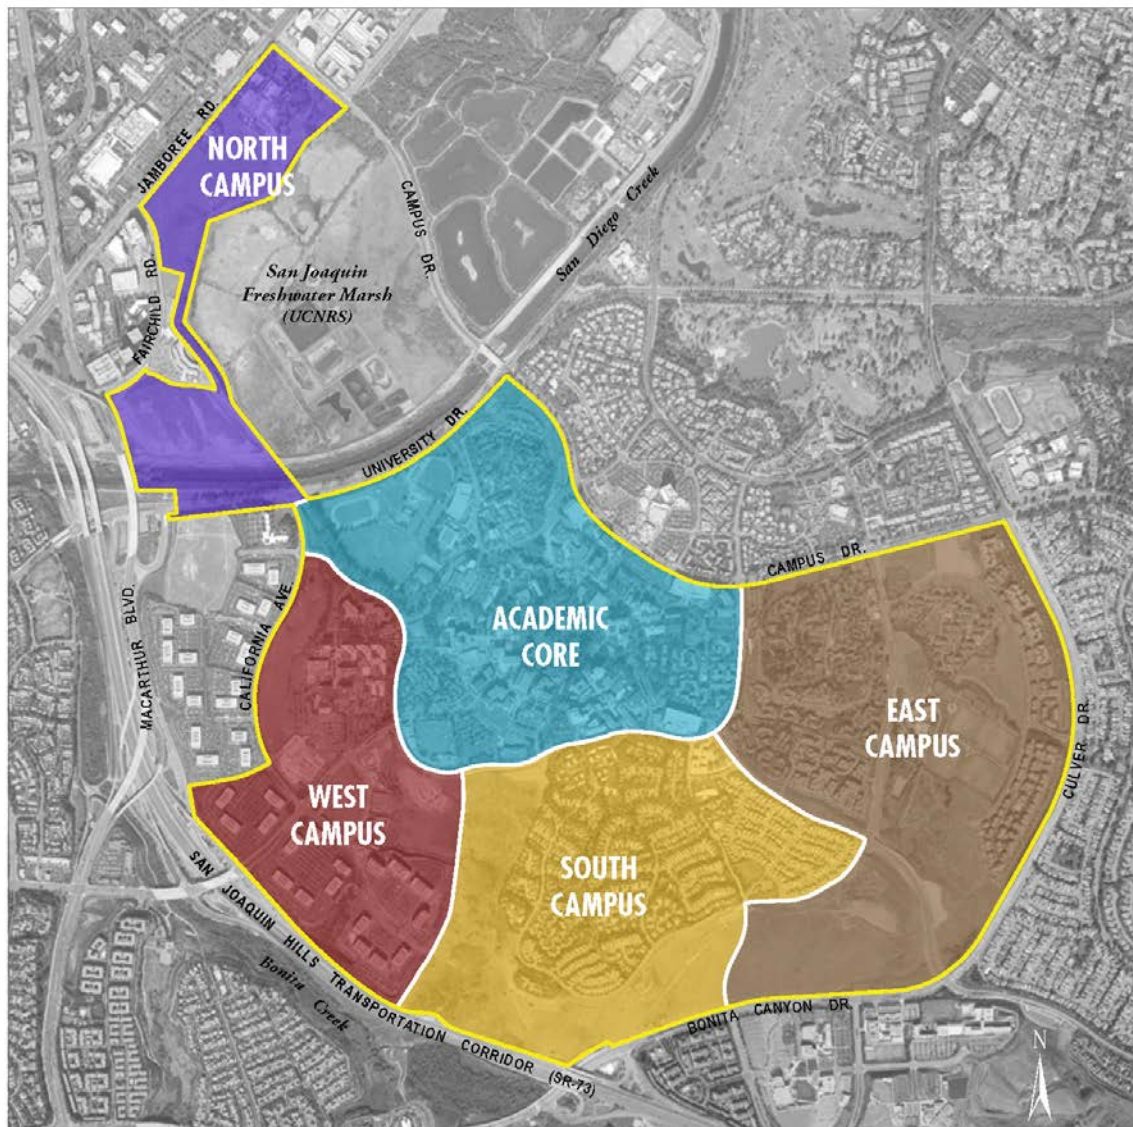 JAMBOREE RD.
NORTH
CAMPUS
CAMPUS DR.
San Diego Creek
San Joaquin
Freshwater Marsh
(UCNRS)
FAIRCHILD RD.
UNIVERSITY DR.
CAMPUS DR.
ACADEMIC
CORE
MACARTHUR BLVD.
CALIFORNIA AVE.
EAST
CAMPUS
CULVER DR.
WEST
CAMPUS
SOUTH
CAMPUS
SAN JOAQUIN HILLS TRANSPORTATION CORRIDOR (SR-73)
Bonita Creek
BONITA CANYON DR.
N